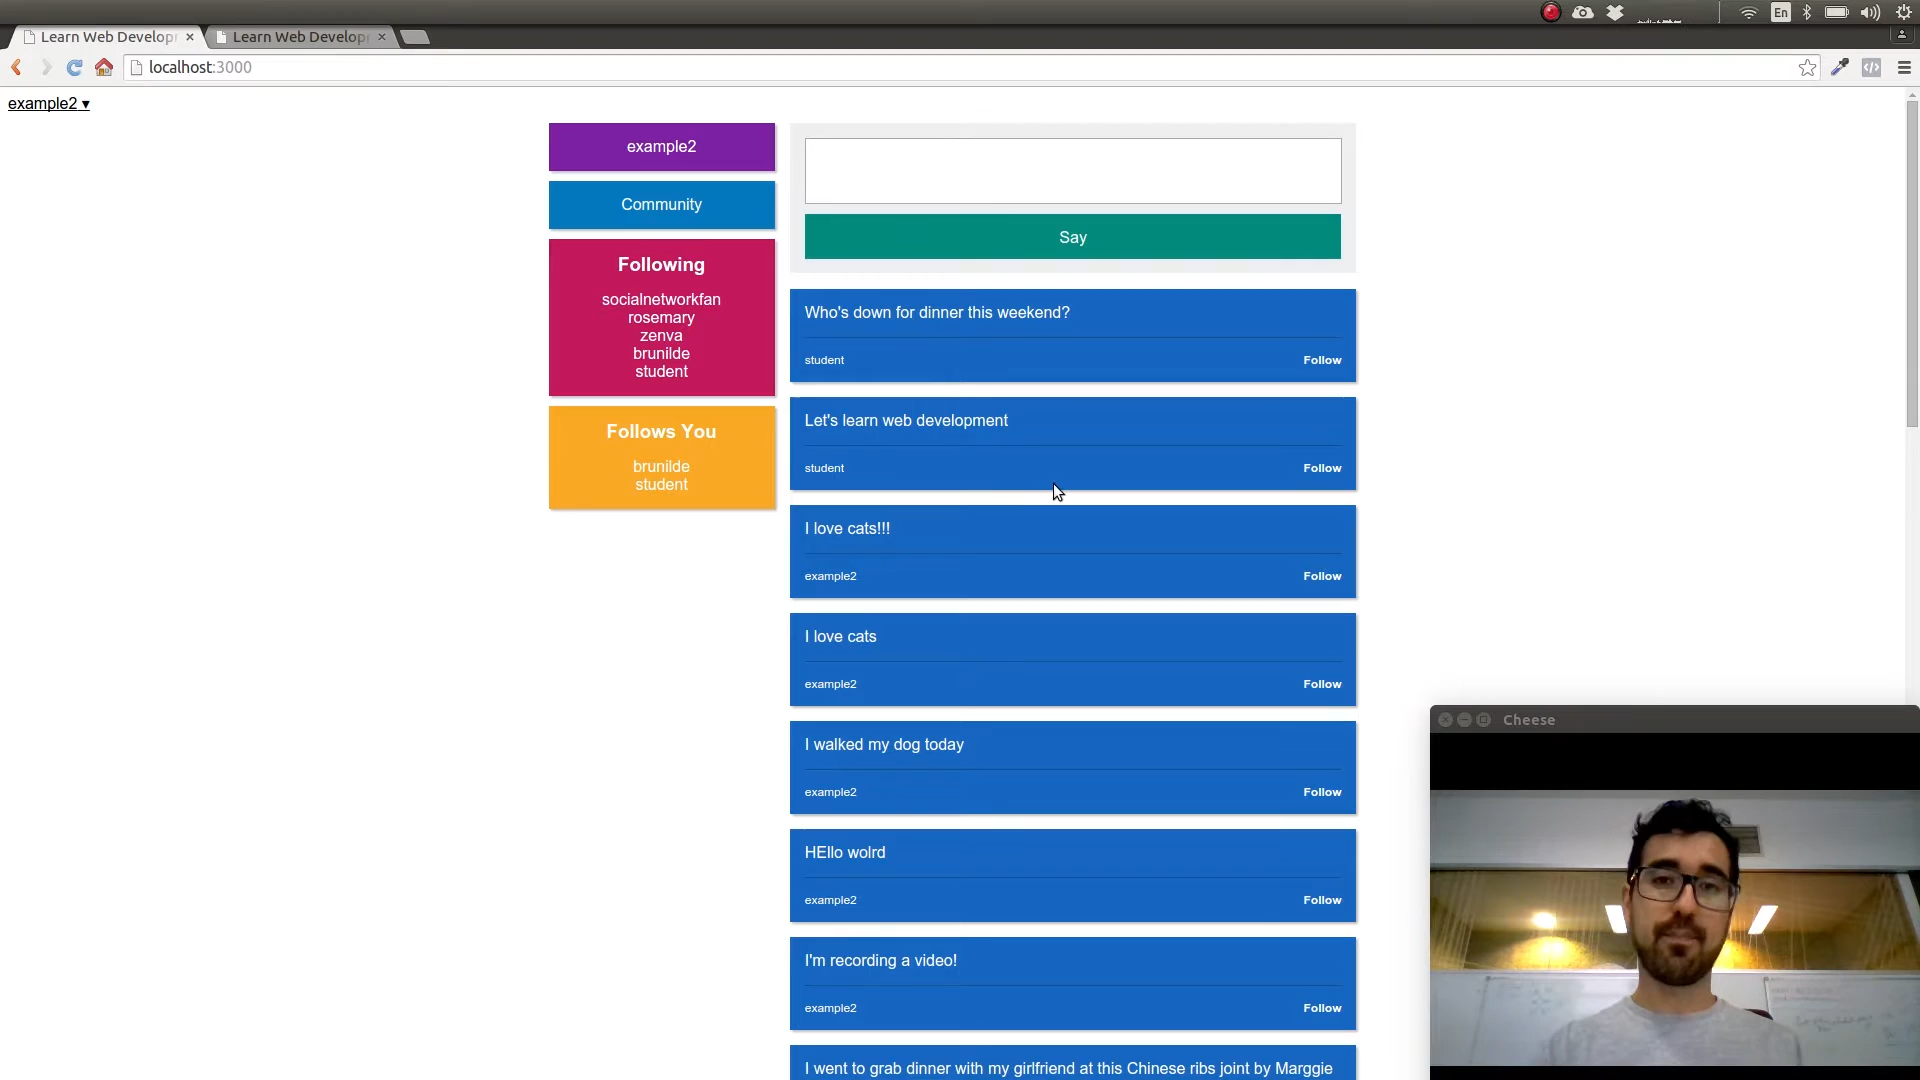 En
Learn Web Develop
Learn Web Develop
localhost:3000
example2 ▾
example2
Community
Following
socialnetworkfan
rosemary
zenva
brunilde
student
Follows You
brunilde
student
Say
Who's down for dinner this weekend?
student Follow
Let's learn web development
student Follow
I love cats!!!
example2 Follow
I love cats
example2 Follow
I walked my dog today
example2 Follow
HEllo wolrd
example2 Follow
I'm recording a video!
example2 Follow
I went to grab dinner with my girlfriend at this Chinese ribs joint by Marggie
Cheese